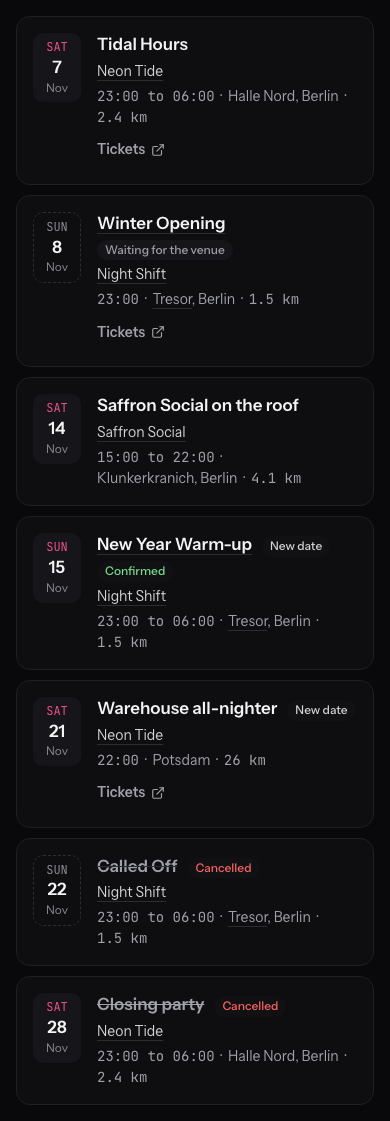 SAT
7
Nov
Tidal Hours
Neon Tide
23:00 to 06:00 · Halle Nord, Berlin ·
2.4 km
Tickets
SUN
8
Nov
Winter Opening
Waiting for the venue
Night Shift
23:00 · Tresor, Berlin · 1.5 km
Tickets
SAT
14
Nov
Saffron Social on the roof
Saffron Social
15:00 to 22:00 ·
Klunkerkranich, Berlin · 4.1 km
SUN
15
Nov
New Year Warm-up New date
Confirmed
Night Shift
23:00 to 06:00 · Tresor, Berlin ·
1.5 km
SAT
21
Nov
Warehouse all-nighter New date
Neon Tide
22:00 · Potsdam · 26 km
Tickets
SUN
22
Nov
Called Off Cancelled
Night Shift
23:00 to 06:00 · Tresor, Berlin ·
1.5 km
SAT
28
Nov
Closing party Cancelled
Neon Tide
23:00 to 06:00 · Halle Nord, Berlin ·
2.4 km